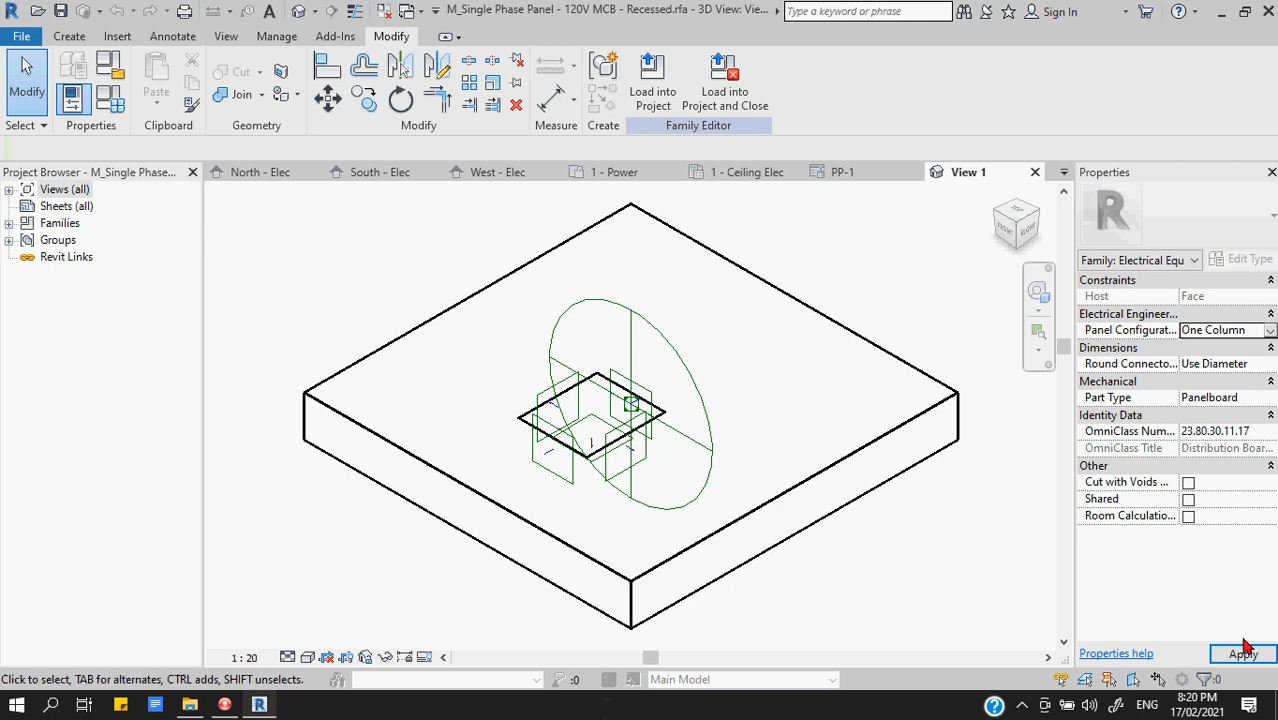 M_Single Phase Panel - 120V MCB - Recessed.rfa - 3D View: Vie...
Type a keyword or phrase
Sign In
File Create Insert Annotate View Manage Add-Ins Modify
Modify
Paste
Cut
Join
Load into Project
Load into Project and Close
Select Properties Clipboard Geometry Modify Measure Create Family Editor
Project Browser - M_Single Phase...
North - Elec South - Elec West - Elec 1 - Power 1 - Ceiling Elec PP-1 View 1
Properties
Views (all)
Sheets (all)
Families
Groups
Revit Links
TOP
FRONT
RIGHT
R
Family: Electrical Equ
Edit Type
Constraints
Host Face
Electrical Engineer...
Panel Configurat... One Column
Dimensions
Round Connecto... Use Diameter
Mechanical
Part Type Panelboard
Identity Data
OmniClass Num... 23.80.30.11.17
OmniClass Title Distribution Boar...
Other
Cut with Voids ...
Shared
Room Calculatio...
Properties help
Apply
1 : 20
Click to select, TAB for alternates, CTRL adds, SHIFT unselects.
:0
Main Model
:0
ENG
8:20 PM
17/02/2021